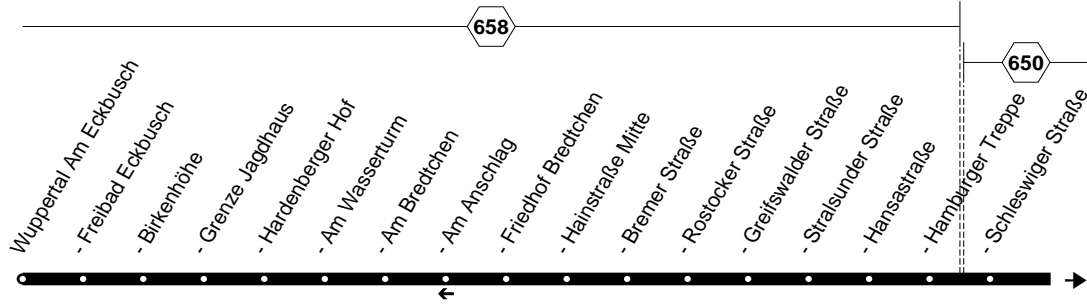 658
650
Wuppertal Am Eckbusch
- Freibad Eckbusch
- Birkenhöhe
- Grenze Jagdhaus
- Hardenberger Hof
- Am Wasserturm
- Am Bredtchen
- Am Anschlag
- Friedhof Bredtchen
- Hainstraße Mitte
- Bremer Straße
- Rostocker Straße
- Greifswalder Straße
- Stralsunder Straße
- Hansastraße
- Hamburger Treppe
- Schleswiger Straße